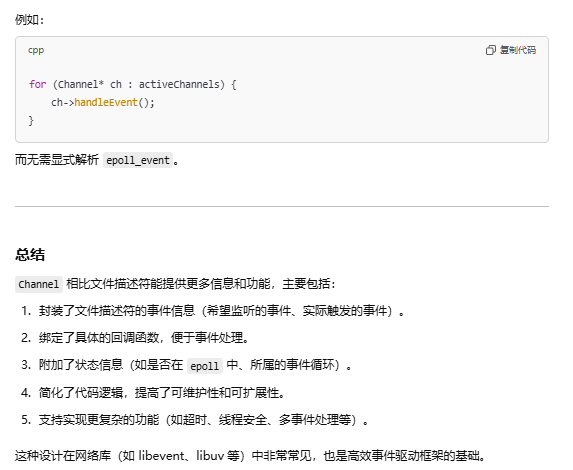 例如：
cpp
复制代码
for (Channel* ch : activeChannels) {
    ch->handleEvent();
}
而无需显式解析 epoll_event。
总结
Channel 相比文件描述符能提供更多信息和功能，主要包括：
1. 封装了文件描述符的事件信息（希望监听的事件、实际触发的事件）。
2. 绑定了具体的回调函数，便于事件处理。
3. 附加了状态信息（如是否在 epoll 中、所属的事件循环）。
4. 简化了代码逻辑，提高了可维护性和可扩展性。
5. 支持实现更复杂的功能（如超时、线程安全、多事件处理等）。
这种设计在网络库（如 libevent、libuv 等）中非常常见，也是高效事件驱动框架的基础。